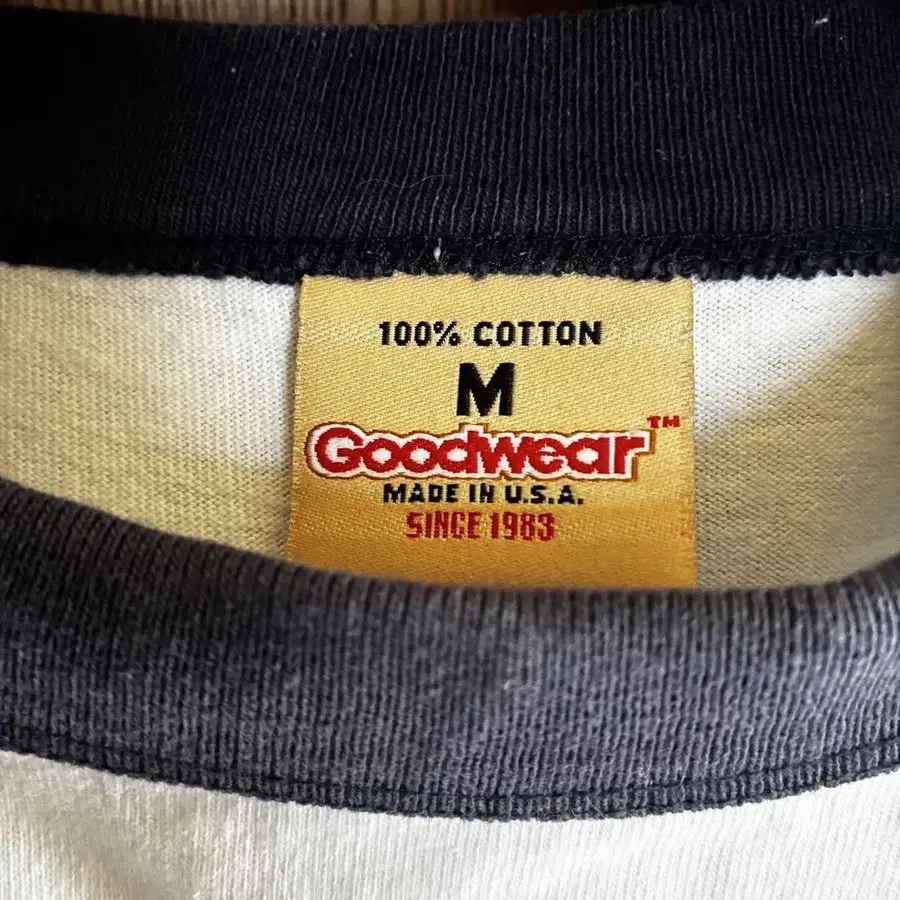 100% COTTON
M
Goodwear™
MADE IN U.S.A.
SINCE 1983